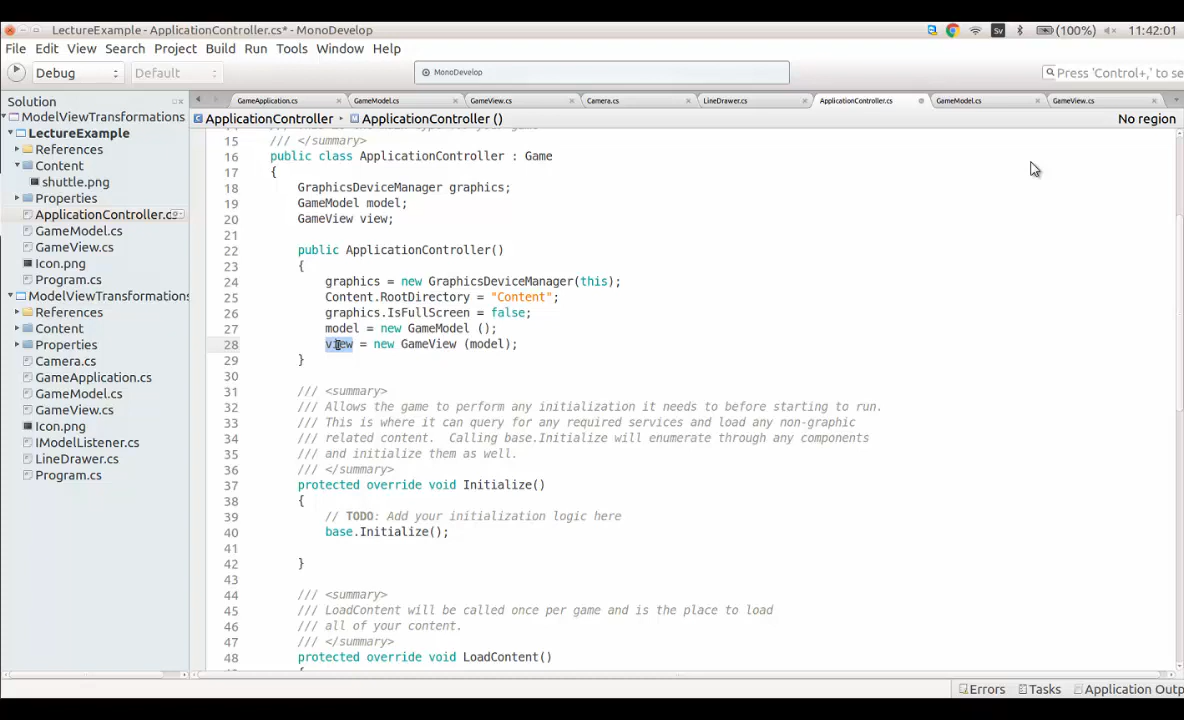 LectureExample - ApplicationController.cs* - MonoDevelop
Sv
(100%)
11:42:01
File Edit View Search Project Build Run Tools Window Help
Debug
Default
MonoDevelop
Press 'Control+,' to se
Solution
GameApplication.cs
GameModel.cs
GameView.cs
Camera.cs
LineDrawer.cs
ApplicationController.cs
GameModel.cs
GameView.cs
ApplicationController
ApplicationController ()
No region
ModelViewTransformations
LectureExample
References
Content
shuttle.png
Properties
ApplicationController.cs
GameModel.cs
GameView.cs
Icon.png
Program.cs
ModelViewTransformations
References
Content
Properties
Camera.cs
GameApplication.cs
GameModel.cs
GameView.cs
Icon.png
IModelListener.cs
LineDrawer.cs
Program.cs
15 /// </summary>
16 public class ApplicationController : Game
17 {
18 GraphicsDeviceManager graphics;
19 GameModel model;
20 GameView view;
21
22 public ApplicationController()
23 {
24 graphics = new GraphicsDeviceManager(this);
25 Content.RootDirectory = "Content";
26 graphics.IsFullScreen = false;
27 model = new GameModel ();
28 view = new GameView (model);
29 }
30
31 /// <summary>
32 /// Allows the game to perform any initialization it needs to before starting to run.
33 /// This is where it can query for any required services and load any non-graphic
34 /// related content.  Calling base.Initialize will enumerate through any components
35 /// and initialize them as well.
36 /// </summary>
37 protected override void Initialize()
38 {
39 // TODO: Add your initialization logic here
40 base.Initialize();
41
42 }
43
44 /// <summary>
45 /// LoadContent will be called once per game and is the place to load
46 /// all of your content.
47 /// </summary>
48 protected override void LoadContent()
Errors
Tasks
Application Outp